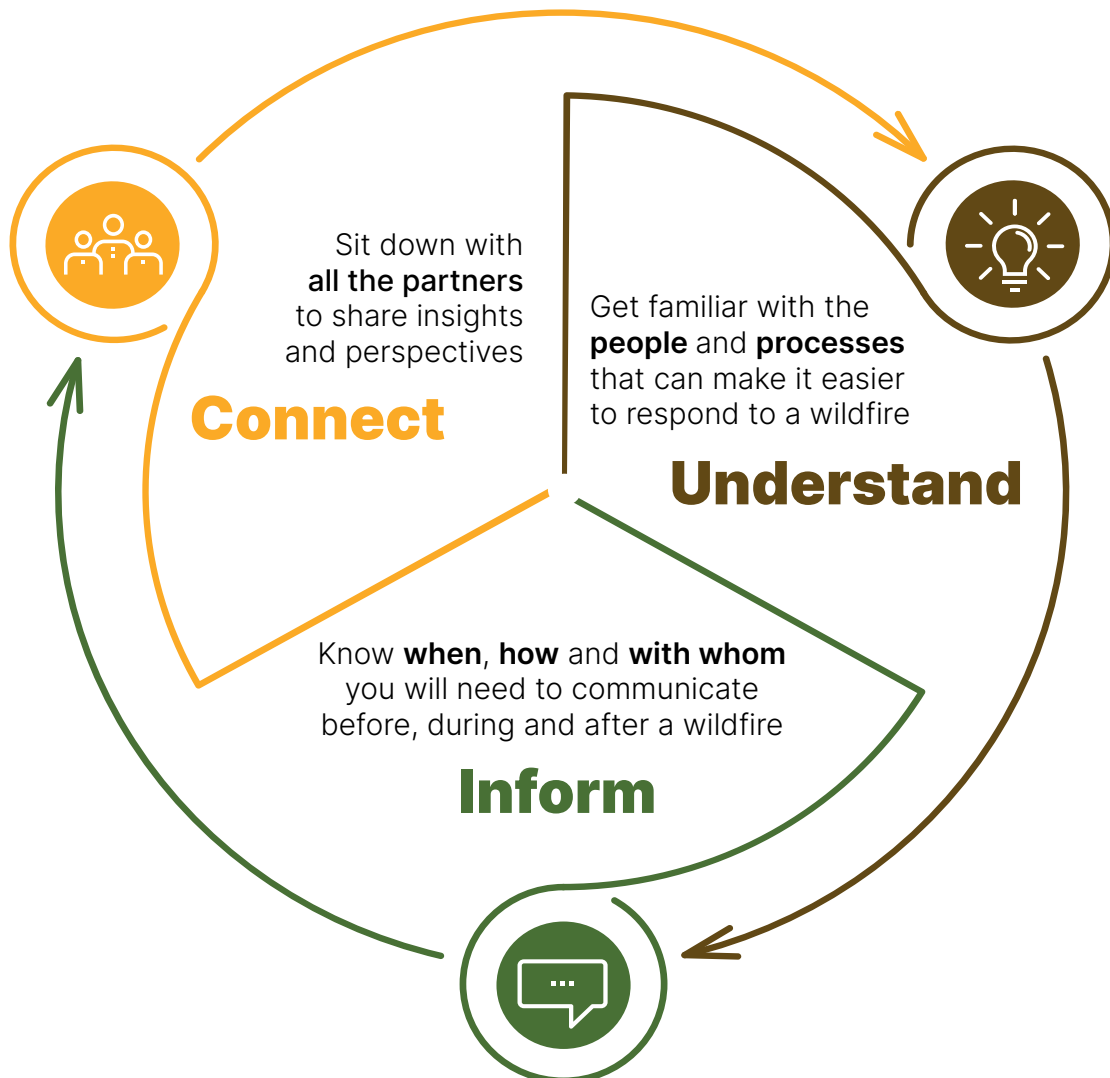 Sit down with
all the partners
to share insights
and perspectives
Connect
Get familiar with the
people and processes
that can make it easier
to respond to a wildfire
Understand
Know when, how and with whom
you will need to communicate
before, during and after a wildfire
Inform